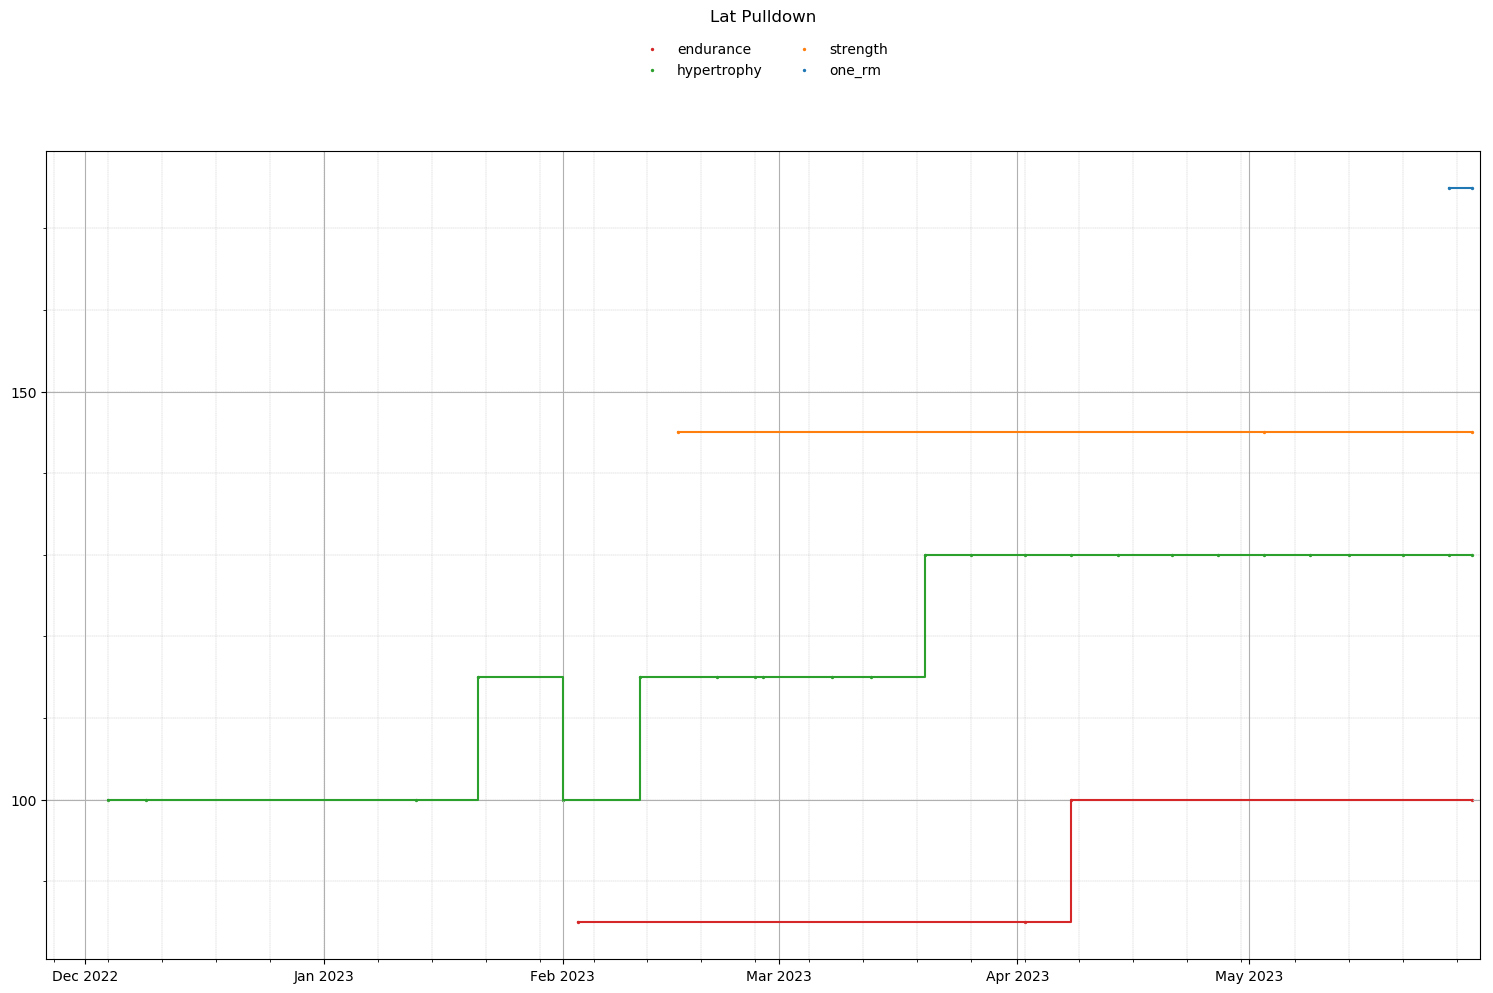 Lat Pulldown
endurance strength
hypertrophy one_rm
150
100
Dec 2022 Jan 2023 Feb 2023 Mar 2023 Apr 2023 May 2023